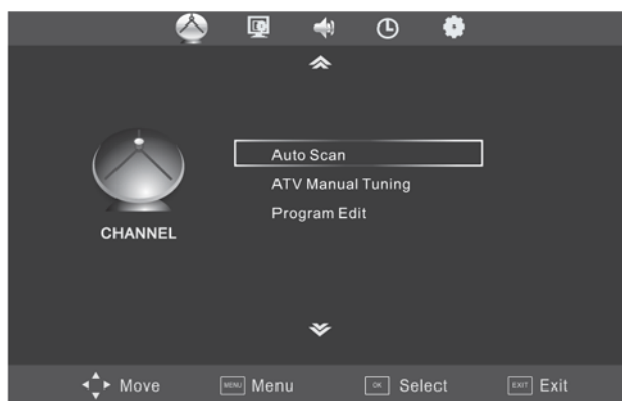 Auto Scan
ATV Manual Tuning
Program Edit
CHANNEL
Move MENU Menu OK Select EXIT Exit